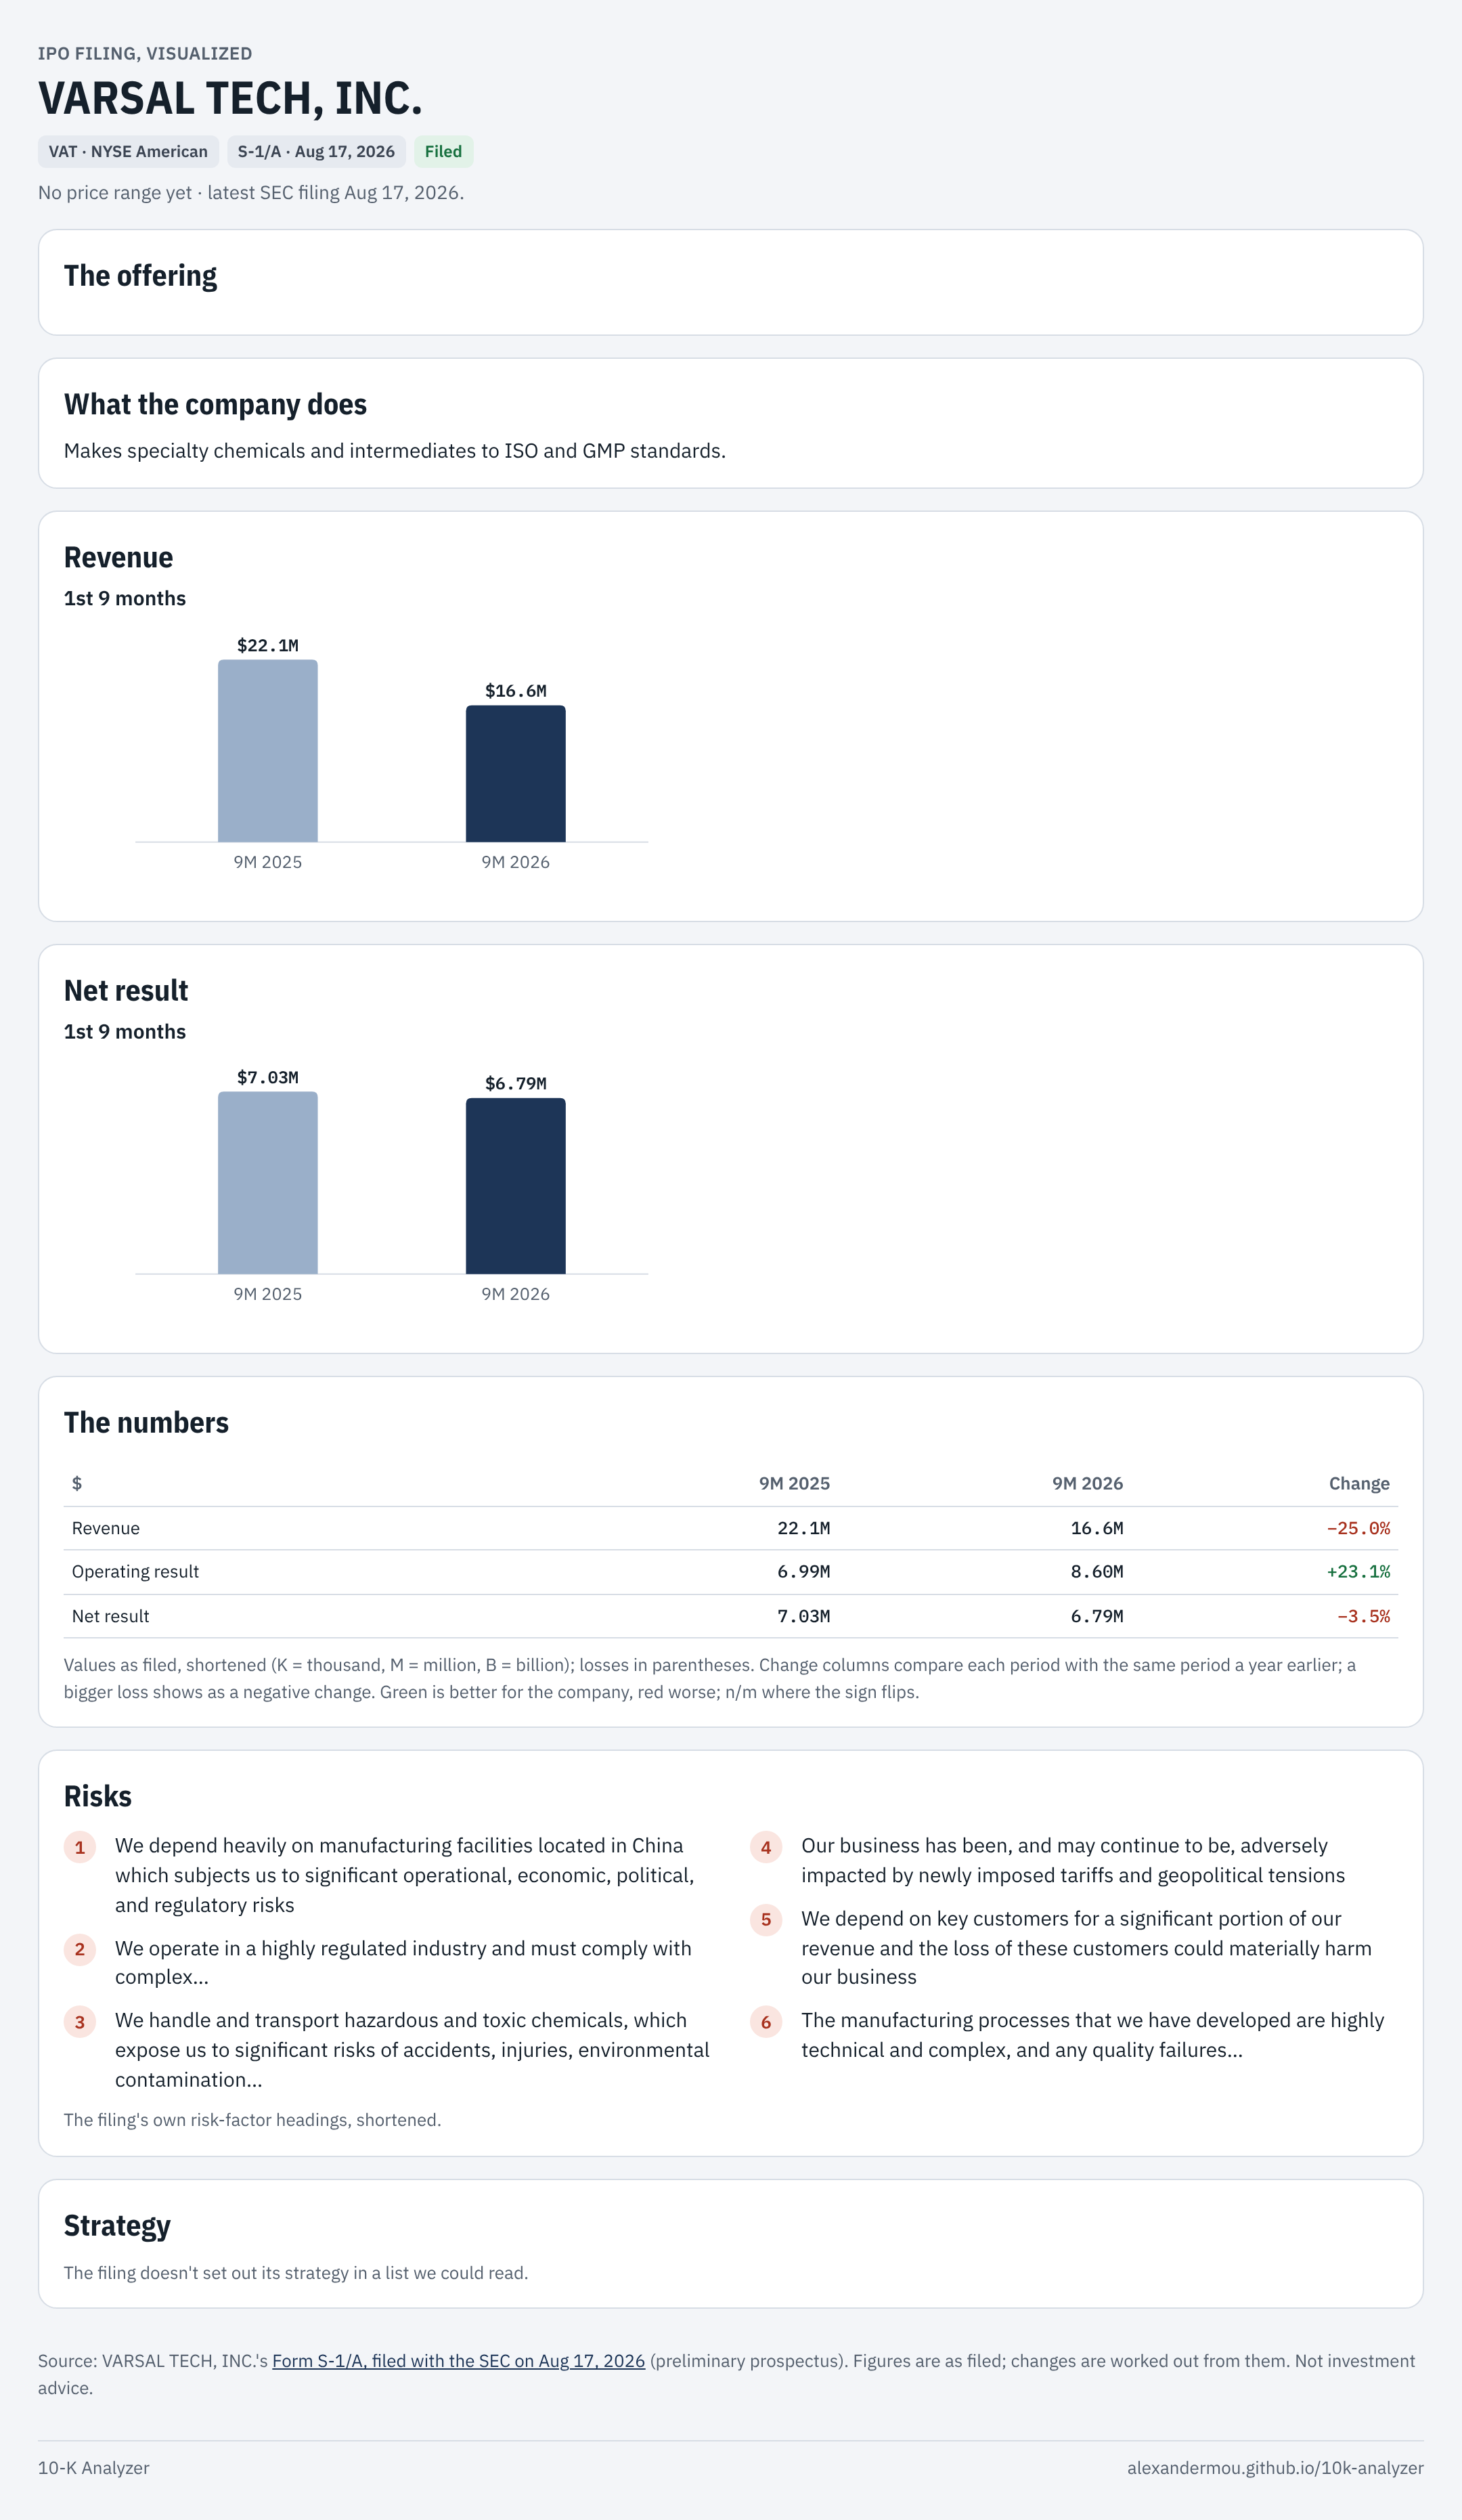 IPO FILING, VISUALIZED
VARSAL TECH, INC.
VAT · NYSE American
S-1/A · Aug 17, 2026
Filed
No price range yet · latest SEC filing Aug 17, 2026.
The offering
What the company does
Makes specialty chemicals and intermediates to ISO and GMP standards.
Revenue
1st 9 months
$22.1M
$16.6M
9M 2025
9M 2026
Net result
1st 9 months
$7.03M
$6.79M
9M 2025
9M 2026
The numbers
$ 9M 2025 9M 2026 Change
Revenue 22.1M 16.6M −25.0%
Operating result 6.99M 8.60M +23.1%
Net result 7.03M 6.79M −3.5%
Values as filed, shortened (K = thousand, M = million, B = billion); losses in parentheses. Change columns compare each period with the same period a year earlier; a
bigger loss shows as a negative change. Green is better for the company, red worse; n/m where the sign flips.
Risks
1 We depend heavily on manufacturing facilities located in China
which subjects us to significant operational, economic, political,
and regulatory risks
2 We operate in a highly regulated industry and must comply with
complex…
3 We handle and transport hazardous and toxic chemicals, which
expose us to significant risks of accidents, injuries, environmental
contamination…
4 Our business has been, and may continue to be, adversely
impacted by newly imposed tariffs and geopolitical tensions
5 We depend on key customers for a significant portion of our
revenue and the loss of these customers could materially harm
our business
6 The manufacturing processes that we have developed are highly
technical and complex, and any quality failures…
The filing's own risk-factor headings, shortened.
Strategy
The filing doesn't set out its strategy in a list we could read.
Source: VARSAL TECH, INC.'s Form S-1/A, filed with the SEC on Aug 17, 2026 (preliminary prospectus). Figures are as filed; changes are worked out from them. Not investment
advice.
10-K Analyzer
alexandermou.github.io/10k-analyzer